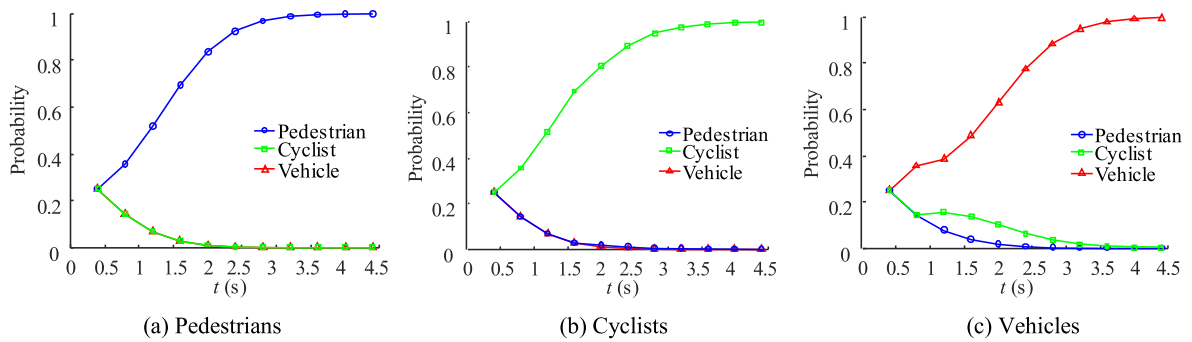 Probability
1
0.8
0.6
0.4
0.2
0
0 0.5 1 1.5 2 2.5 3 3.5 4 4.5
t (s)
Pedestrian
Cyclist
Vehicle
(a) Pedestrians
Probability
1
0.8
0.6
0.4
0.2
0
0 0.5 1 1.5 2 2.5 3 3.5 4 4.5
t (s)
Pedestrian
Cyclist
Vehicle
(b) Cyclists
Probability
1
0.8
0.6
0.4
0.2
0
0 0.5 1 1.5 2 2.5 3 3.5 4 4.5
t (s)
Pedestrian
Cyclist
Vehicle
(c) Vehicles